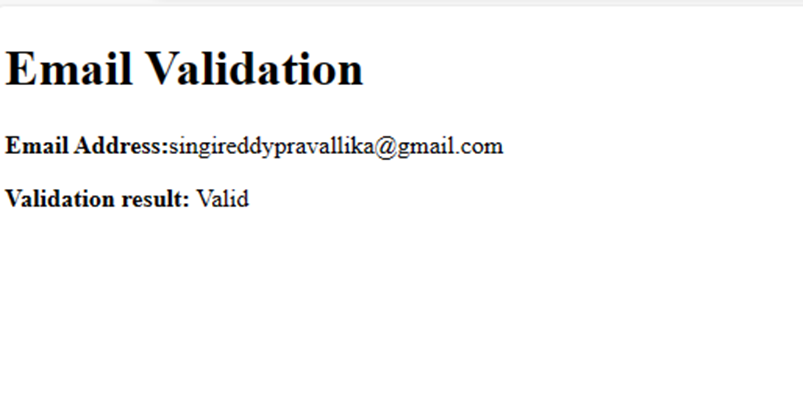 Email Validation
Email Address:singireddypravallika@gmail.com
Validation result: Valid